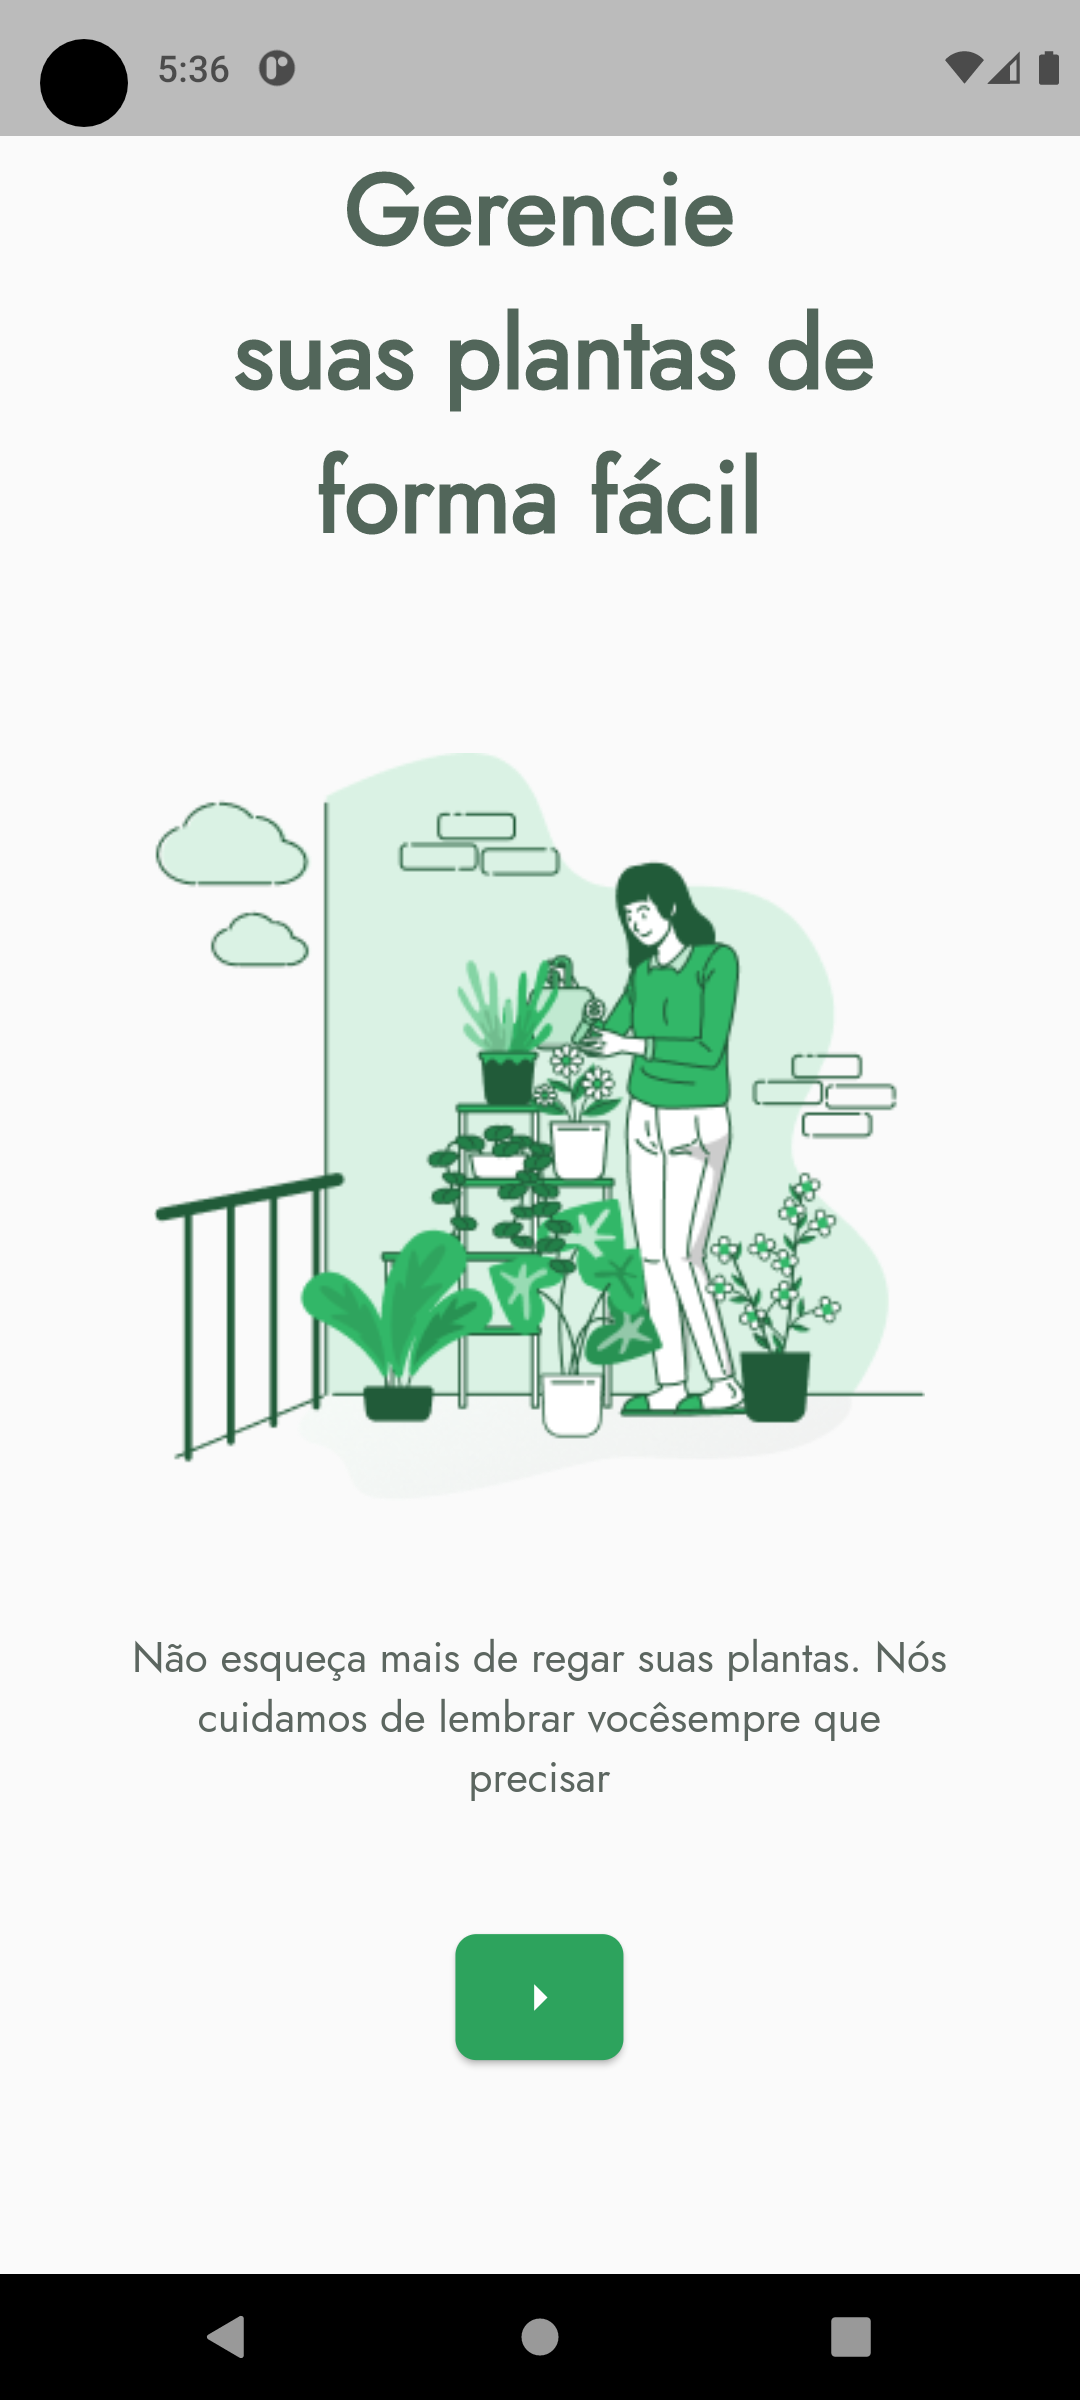 5:36
Gerencie
suas plantas de
forma fácil
Não esqueça mais de regar suas plantas. Nós
cuidamos de lembrar vocêsempre que
precisar